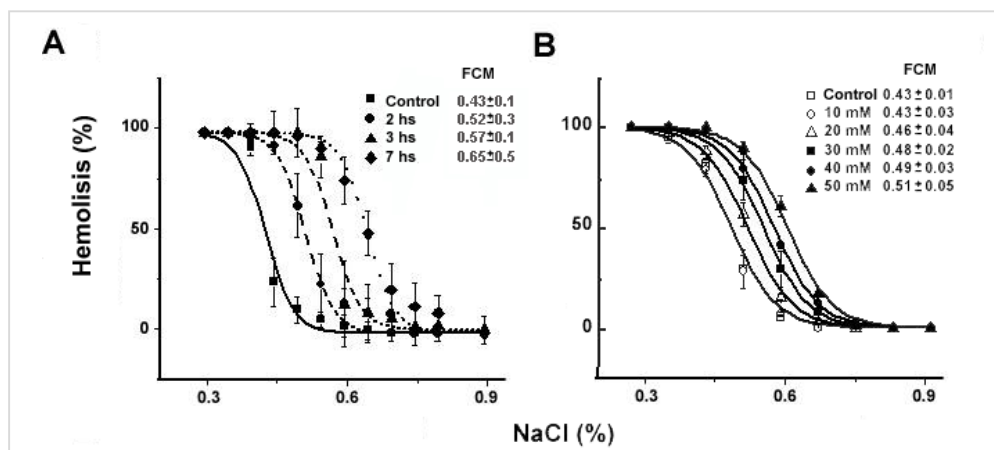 A
FCM
Control 0.43±0.1
2 hs 0.52±0.3
3 hs 0.57±0.1
7 hs 0.65±0.5
100
50
0
0.3 0.6 0.9
Hemolisis (%)
B
FCM
Control 0.43±0.01
10 mM 0.43±0.03
20 mM 0.46±0.04
30 mM 0.48±0.02
40 mM 0.49±0.03
50 mM 0.51±0.05
100
50
0
0.3 0.6 0.9
NaCl (%)